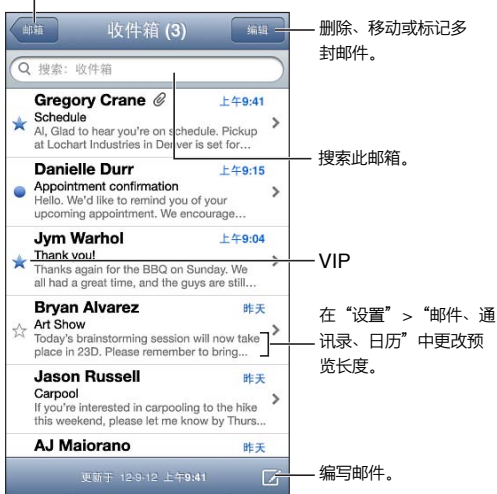 邮箱
收件箱 (3)
编辑
搜索：收件箱
Gregory Crane
上午9:41
Schedule
Al, Glad to hear you're on schedule. Pickup
at Lochart Industries in Denver is set for…
Danielle Durr
上午9:15
Appointment confirmation
Hello. We'd like to remind you of your
upcoming appointment. We encourage…
Jym Warhol
上午9:04
Thank you!
Thanks again for the BBQ on Sunday. We
all had a great time, and the guys are still…
Bryan Alvarez
昨天
Art Show
Today's brainstorming session will now take
place in 23D. Please remember to bring…
Jason Russell
昨天
Carpool
If you're interested in carpooling to the hike
this weekend, please let me know by Thurs...
AJ Maiorano
昨天
更新于 12-9-12 上午9:41
删除、移动或标记多
封邮件。
搜索此邮箱。
VIP
在“设置”>“邮件、通
讯录、日历”中更改预
览长度。
编写邮件。